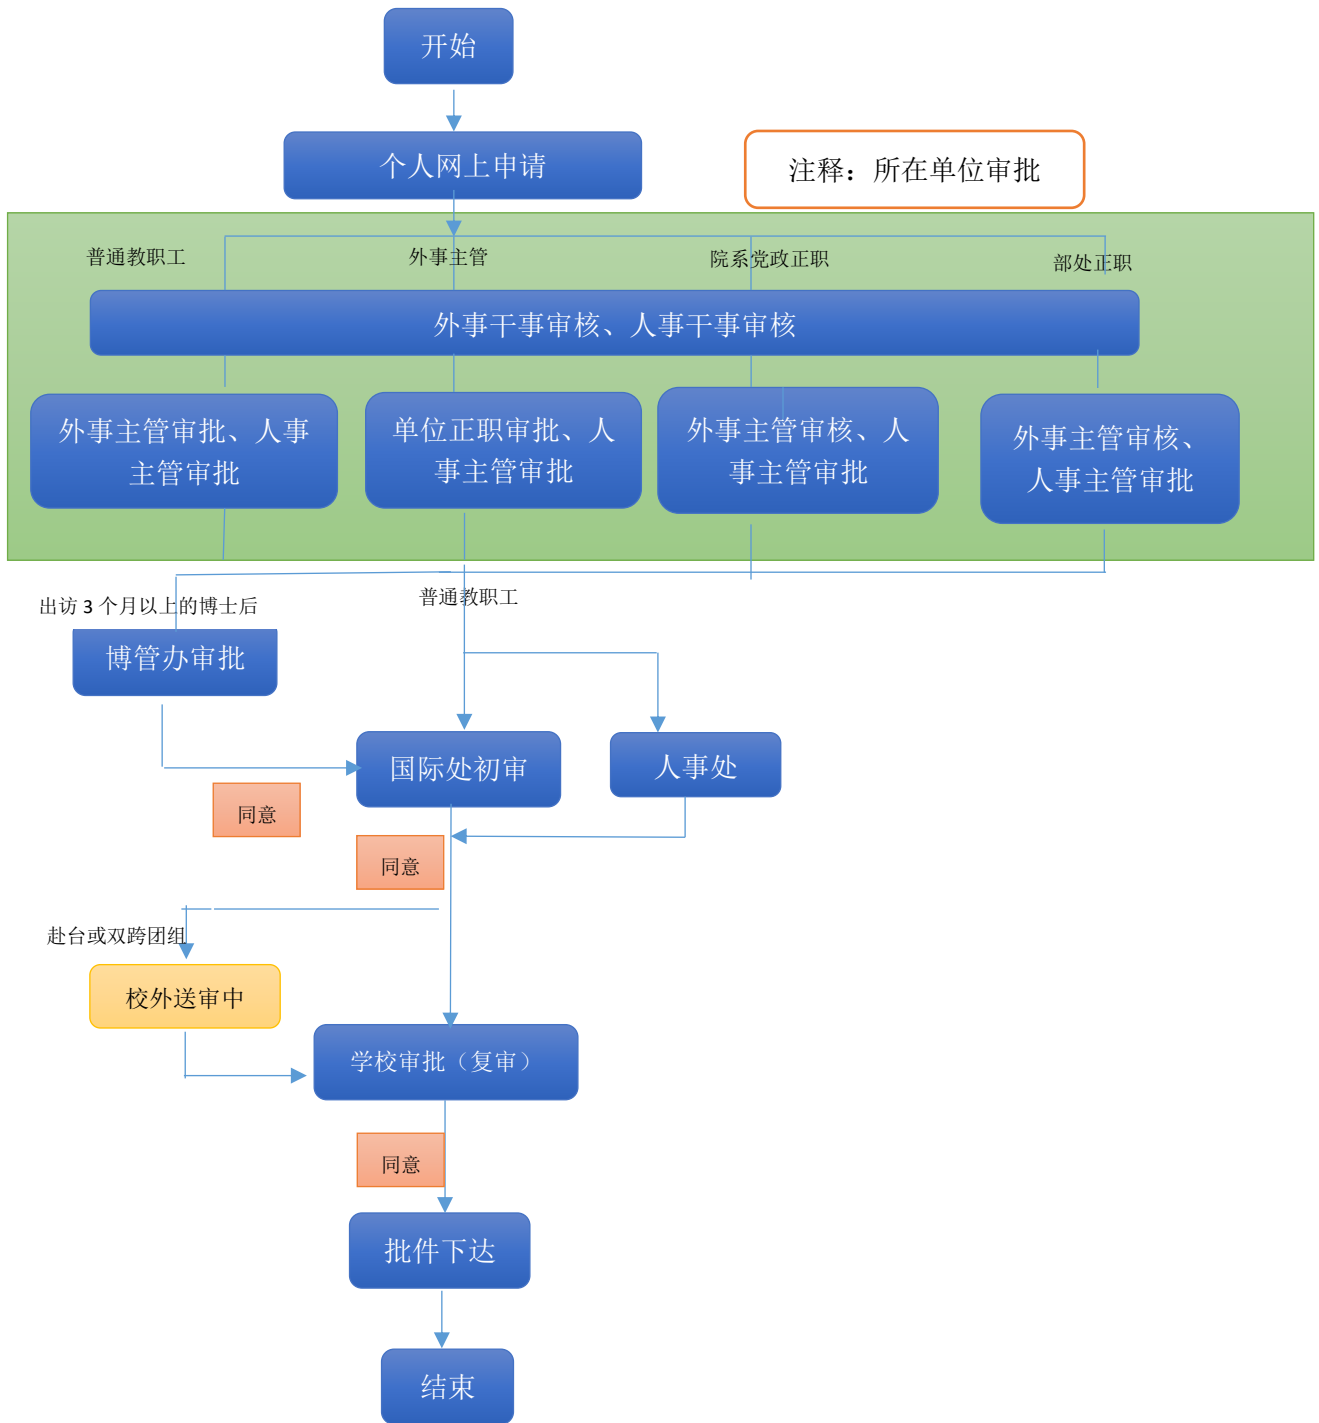 开始
个人网上申请
注释：所在单位审批
普通教职工
外事主管
院系党政正职
部处正职
外事干事审核、人事干事审核
外事主管审批、人事
主管审批
单位正职审批、人
事主管审批
外事主管审核、人
事主管审批
外事主管审核、
人事主管审批
出访 3 个月以上的博士后
普通教职工
博管办审批
国际处初审
人事处
同意
同意
赴台或双跨团组
校外送审中
学校审批（复审）
同意
批件下达
结束